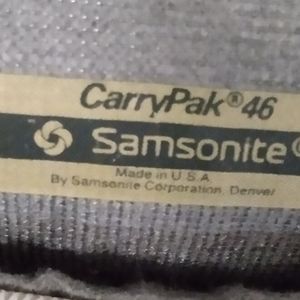 CarryPak® 46
Samsonite®
Made in U.S.A.
By Samsonite Corporation, Denver